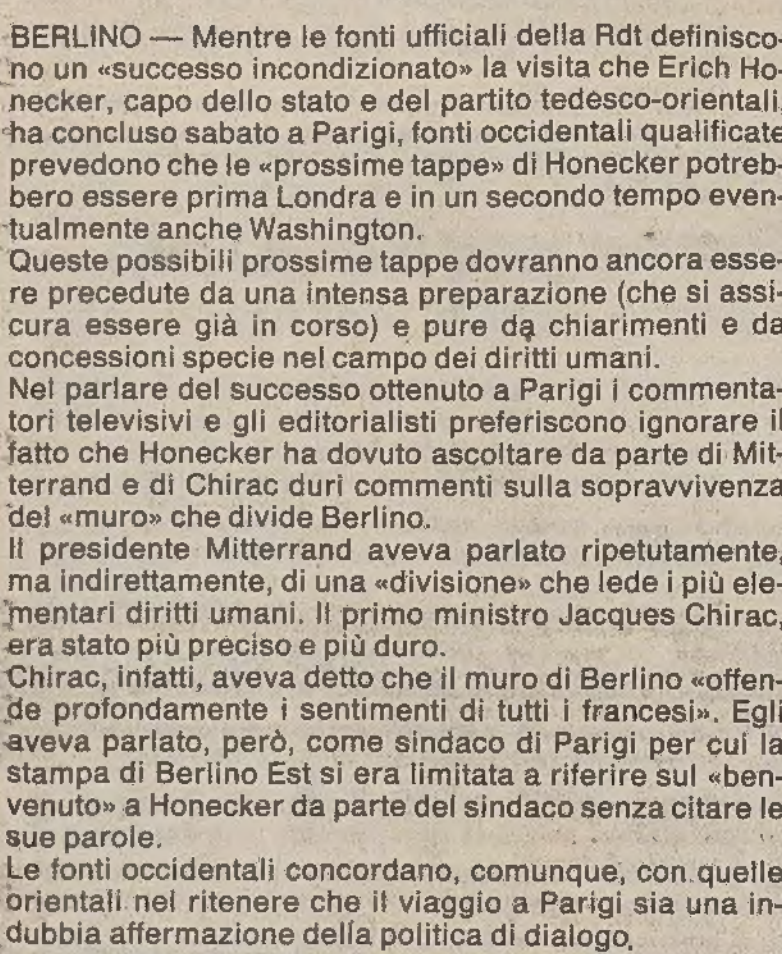 BERLINO — Mentre le fonti ufficiali della Rdt definisco-
no un «successo incondizionato» la visita che Erich Ho-
necker, capo dello stato e del partito tedesco-orientali,
ha concluso sabato a Parigi, fonti occidentali qualificate
prevedono che le «prossime tappe» di Honecker potreb-
bero essere prima Londra e in un secondo tempo even-
tualmente anche Washington.
Queste possibili prossime tappe dovranno ancora esse-
re precedute da una intensa preparazione (che si assi-
cura essere già in corso) e pure da chiarimenti e da
concessioni specie nel campo dei diritti umani.
Nel parlare del successo ottenuto a Parigi i commenta-
tori televisivi e gli editorialisti preferiscono ignorare il
fatto che Honecker ha dovuto ascoltare da parte di Mit-
terrand e di Chirac duri commenti sulla sopravvivenza
del «muro» che divide Berlino.
Il presidente Mitterrand aveva parlato ripetutamente,
ma indirettamente, di una «divisione» che lede i più ele-
mentari diritti umani. Il primo ministro Jacques Chirac,
era stato più preciso e più duro.
Chirac, infatti, aveva detto che il muro di Berlino «offen-
de profondamente i sentimenti di tutti i francesi». Egli
aveva parlato, però, come sindaco di Parigi per cui la
stampa di Berlino Est si era limitata a riferire sul «ben-
venuto» a Honecker da parte del sindaco senza citare le
sue parole.
Le fonti occidentali concordano, comunque, con quelle
orientali nel ritenere che il viaggio a Parigi sia una in-
dubbia affermazione della politica di dialogo.